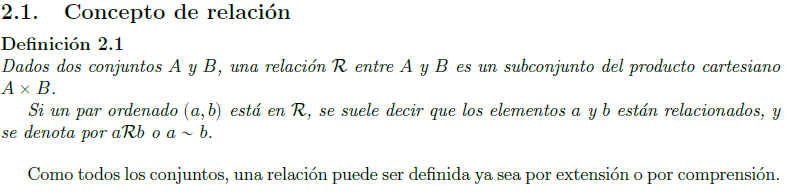 2.1. Concepto de relación
Definición 2.1
Dados dos conjuntos A y B, una relación R entre A y B es un subconjunto del producto cartesiano
A × B.
Si un par ordenado (a, b) está en R, se suele decir que los elementos a y b están relacionados, y
se denota por aRb o a ∼ b.
Como todos los conjuntos, una relación puede ser definida ya sea por extensión o por comprensión.